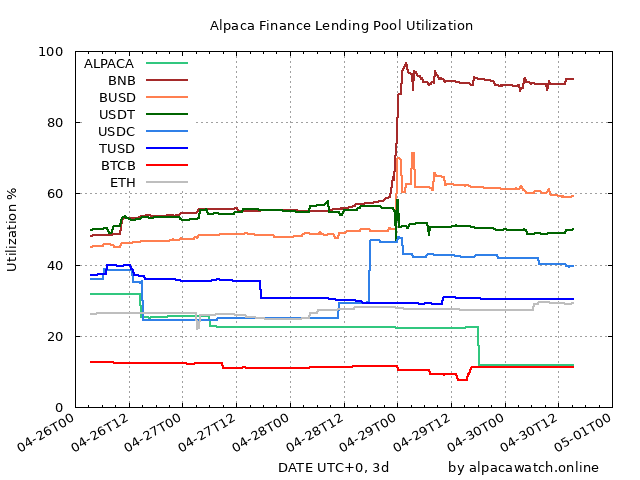 Alpaca Finance Lending Pool Utilization
100
80
60
40
20
0
Utilization %
ALPACA
BNB
BUSD
USDT
USDC
TUSD
BTCB
ETH
04-26T00
04-26T12
04-27T00
04-27T12
04-28T00
04-28T12
04-29T00
04-29T12
04-30T00
04-30T12
05-01T00
DATE UTC+0, 3d
by alpacawatch.online